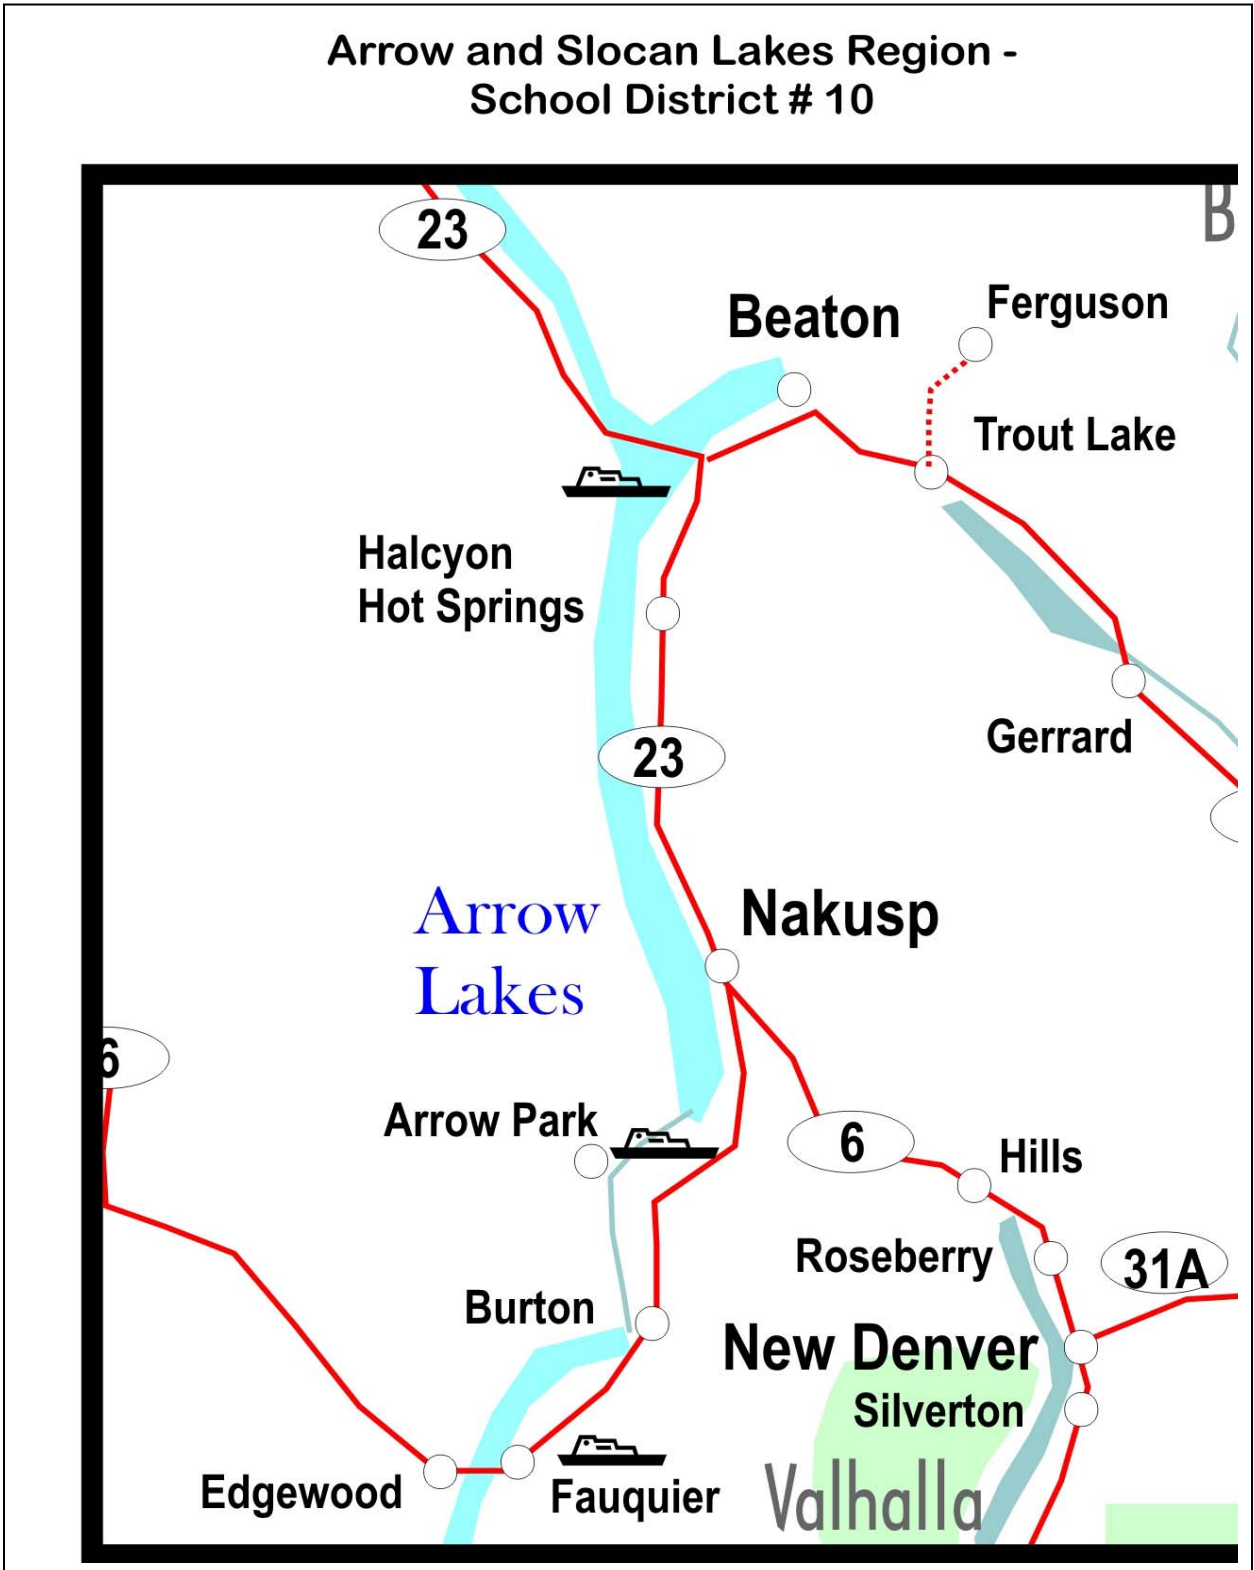 Arrow and Slocan Lakes Region -
School District # 10
23
B
Ferguson
Beaton
Trout Lake
Halcyon
Hot Springs
23
Gerrard
Nakusp
Arrow
Lakes
6
Arrow Park
6
Hills
Roseberry
31A
Burton
New Denver
Silverton
Edgewood
Fauquier
Valhalla